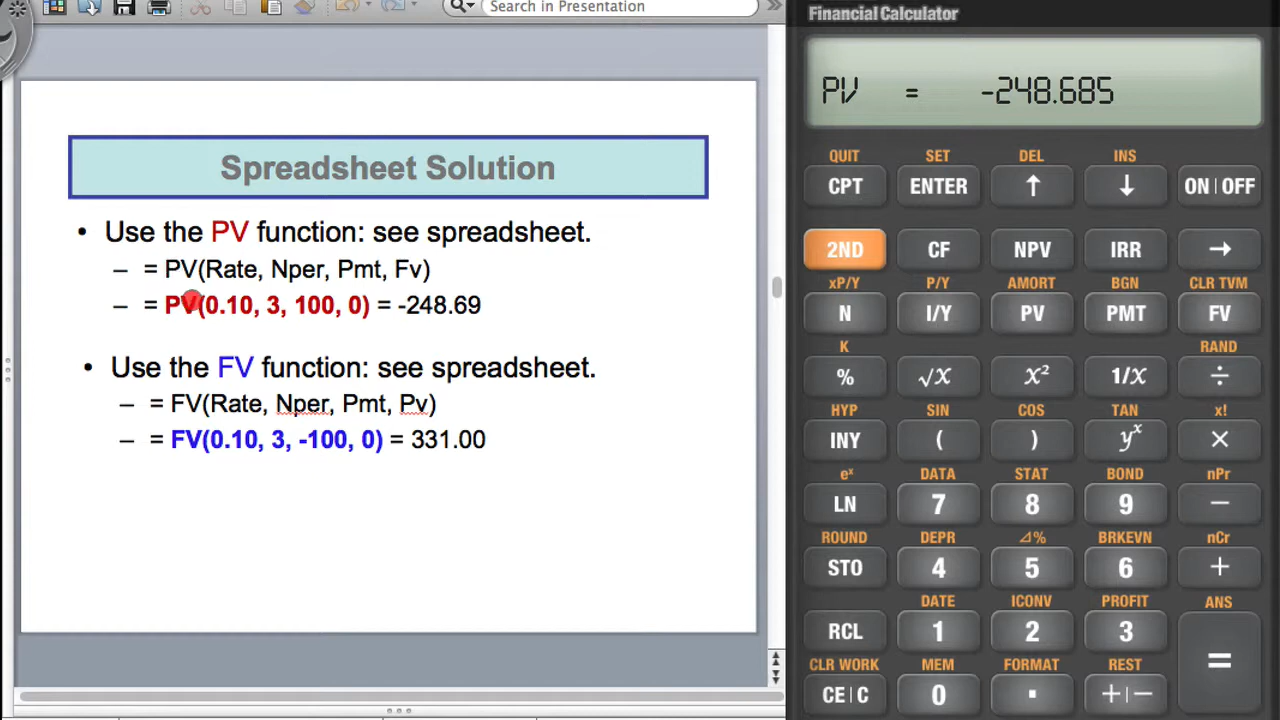 Search in Presentation
Spreadsheet Solution
• Use the PV function: see spreadsheet.
– = PV(Rate, Nper, Pmt, Fv)
– = PV(0.10, 3, 100, 0) = -248.69
• Use the FV function: see spreadsheet.
– = FV(Rate, Nper, Pmt, Pv)
– = FV(0.10, 3, -100, 0) = 331.00
Financial Calculator
PV = -248.685
QUIT SET DEL INS
CPT ENTER ↑ ↓ ON|OFF
2ND CF NPV IRR →
xP/Y P/Y AMORT BGN CLR TVM
N I/Y PV PMT FV
K RAND
% √X X² 1/X ÷
HYP SIN COS TAN x!
INY ( ) yˣ ×
eˣ DATA STAT BOND nPr
LN 7 8 9 −
ROUND DEPR ⊿% BRKEVN nCr
STO 4 5 6 +
DATE ICONV PROFIT ANS
RCL 1 2 3 =
CLR WORK MEM FORMAT REST
CE|C 0 . +|−